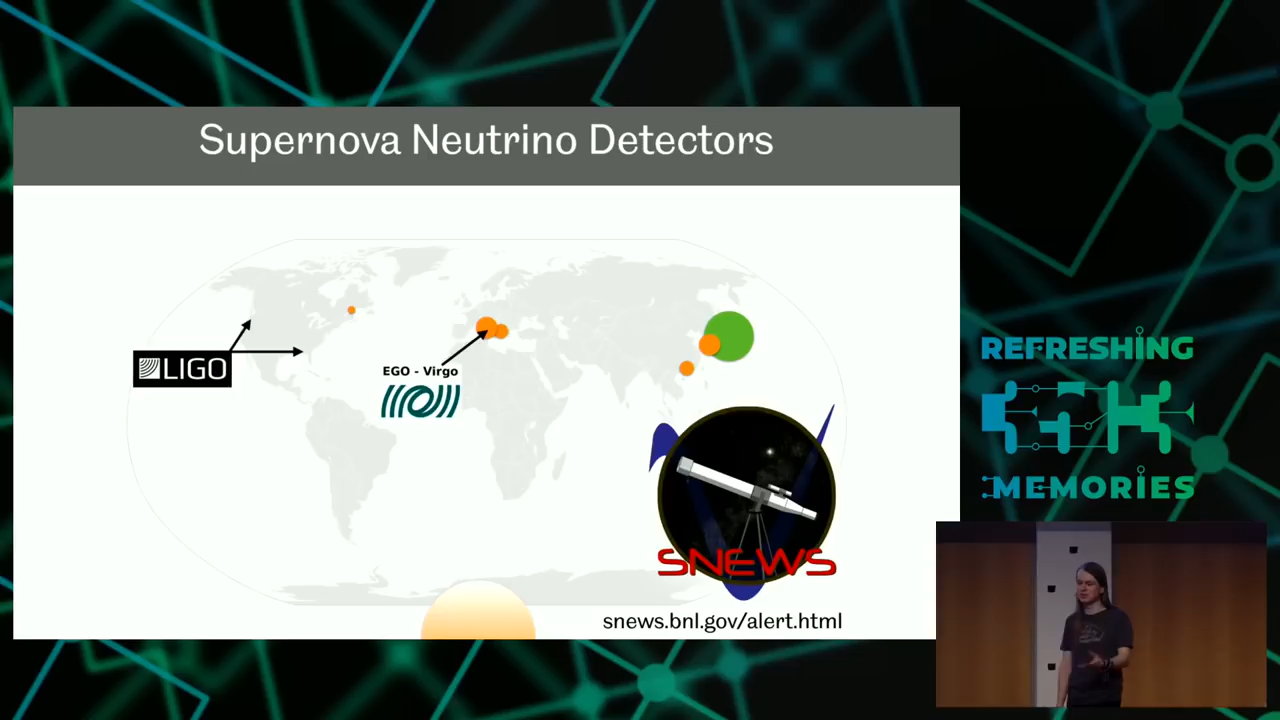 Supernova Neutrino Detectors
LIGO
EGO - Virgo
SNEWS
snews.bnl.gov/alert.html
REFRESHING
MEMORIES